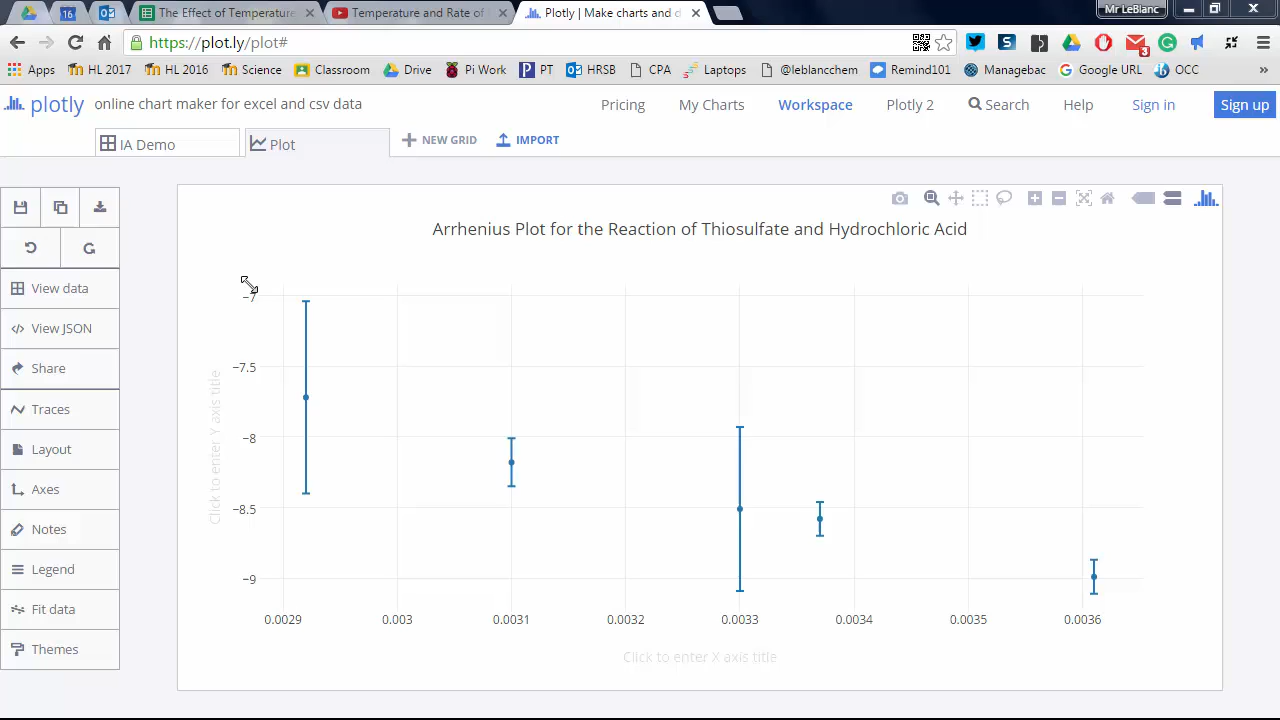 16
The Effect of Temperature
Temperature and Rate of
Plotly | Make charts and d
Mr LeBlanc
https://plot.ly/plot#
3
Apps HL 2017 HL 2016 Science Classroom Drive Pi Work PT HRSB CPA Laptops @leblancchem Remind101 Managebac Google URL OCC »
plotly online chart maker for excel and csv data Pricing My Charts Workspace Plotly 2 Search Help Sign in Sign up
IA Demo Plot NEW GRID IMPORT
View data
View JSON
Share
Traces
Layout
Axes
Notes
Legend
Fit data
Themes
Arrhenius Plot for the Reaction of Thiosulfate and Hydrochloric Acid
Click to enter Y axis title
−7
−7.5
−8
−8.5
−9
0.0029 0.003 0.0031 0.0032 0.0033 0.0034 0.0035 0.0036
Click to enter X axis title